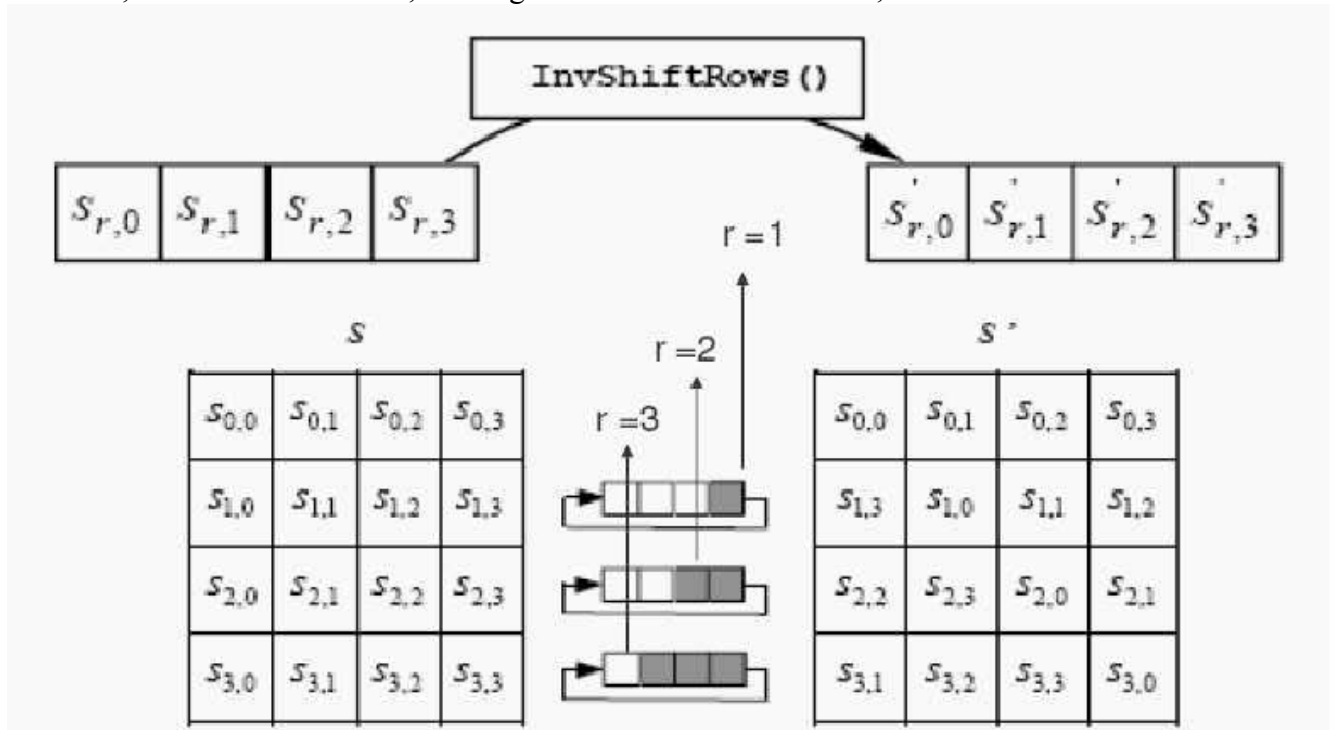 InvShiftRows()
S_{r,0} S_{r,1} S_{r,2} S_{r,3}
S'_{r,0} S'_{r,1} S'_{r,2} S'_{r,3}
r =1
S
S'
r =2
r =3
S_{0,0} S_{0,1} S_{0,2} S_{0,3}
S_{1,0} S_{1,1} S_{1,2} S_{1,3}
S_{2,0} S_{2,1} S_{2,2} S_{2,3}
S_{3,0} S_{3,1} S_{3,2} S_{3,3}
S_{0,0} S_{0,1} S_{0,2} S_{0,3}
S_{1,3} S_{1,0} S_{1,1} S_{1,2}
S_{2,2} S_{2,3} S_{2,0} S_{2,1}
S_{3,1} S_{3,2} S_{3,3} S_{3,0}